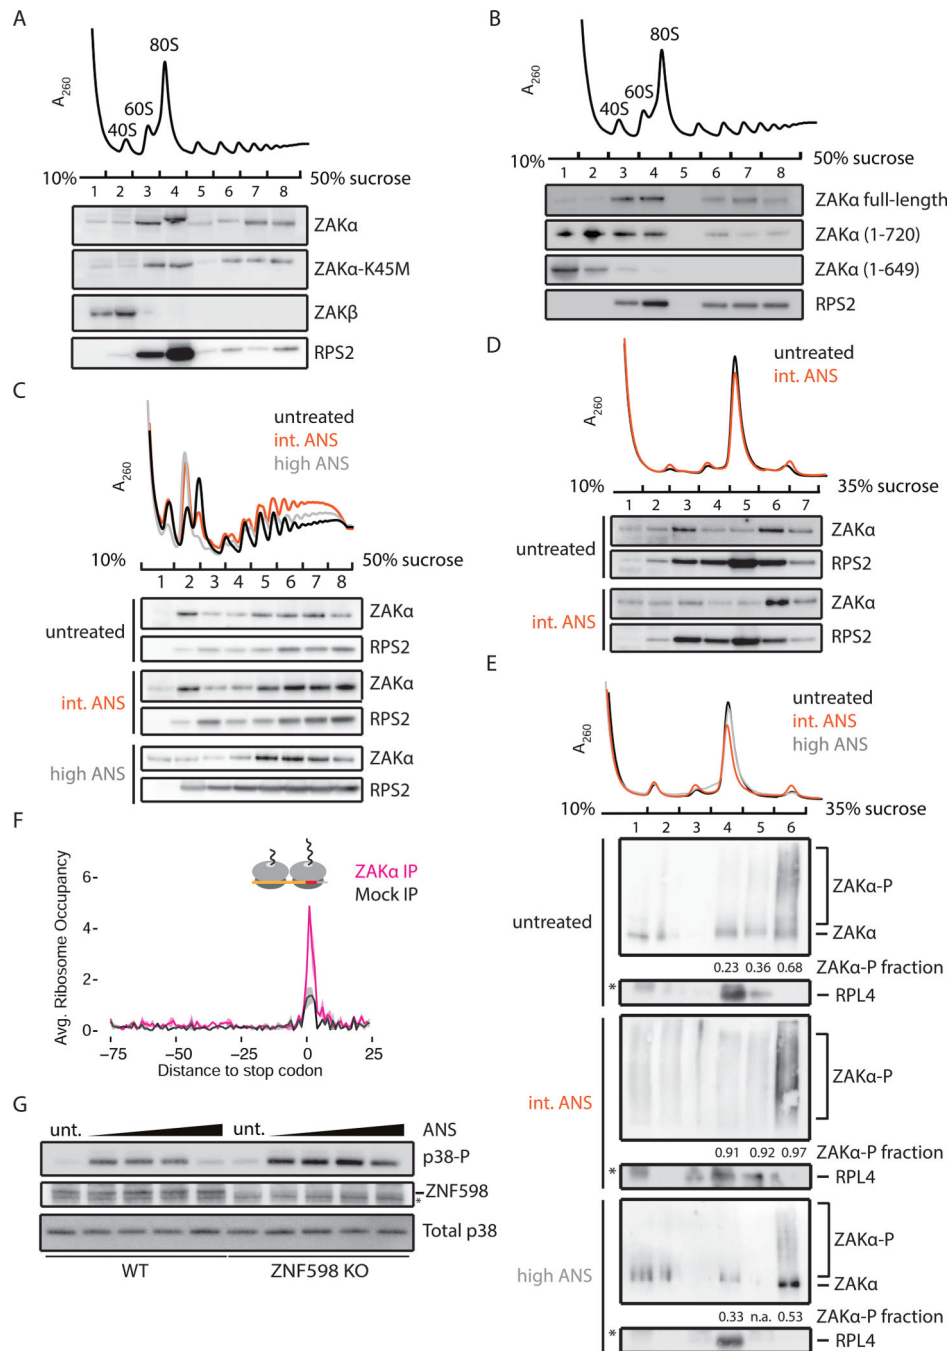 A
A260
40S
60S
80S
10%
50% sucrose
1 2 3 4 5 6 7 8
ZAKα
ZAKα-K45M
ZAKβ
RPS2
B
A260
40S
60S
80S
10%
50% sucrose
1 2 3 4 5 6 7 8
ZAKα full-length
ZAKα (1-720)
ZAKα (1-649)
RPS2
C
A260
untreated
int. ANS
high ANS
10%
50% sucrose
1 2 3 4 5 6 7 8
untreated
ZAKα
RPS2
int. ANS
ZAKα
RPS2
high ANS
ZAKα
RPS2
D
A260
untreated
int. ANS
10%
35% sucrose
1 2 3 4 5 6 7
untreated
ZAKα
RPS2
int. ANS
ZAKα
RPS2
E
A260
untreated
int. ANS
high ANS
10%
35% sucrose
1 2 3 4 5 6
untreated
ZAKα-P
ZAKα
0.23 0.36 0.68 ZAKα-P fraction
* RPL4
int. ANS
ZAKα-P
0.91 0.92 0.97 ZAKα-P fraction
* RPL4
high ANS
ZAKα-P
ZAKα
0.33 n.a. 0.53 ZAKα-P fraction
* RPL4
F
Avg. Ribosome Occupancy
6-
4-
2-
0-
ZAKα IP
Mock IP
-75 -50 -25 0 25
Distance to stop codon
G
unt. unt. ANS
p38-P
ZNF598
*
Total p38
WT
ZNF598 KO